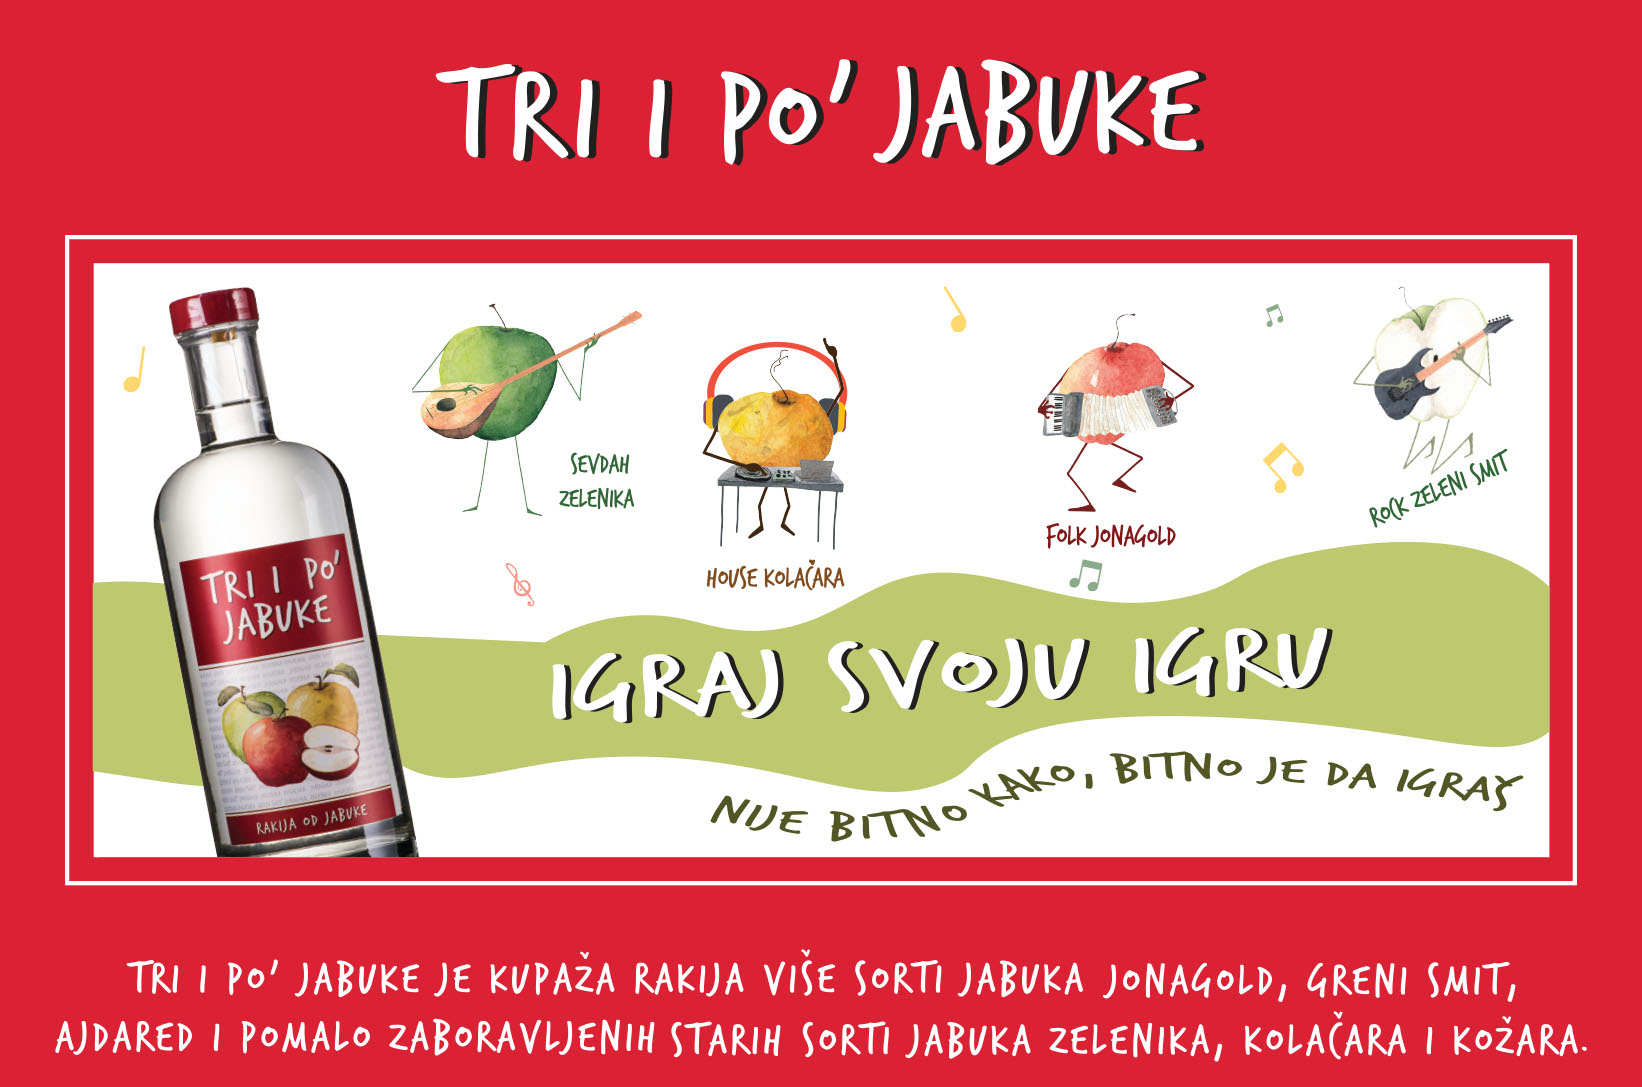 TRI I PO' JABUKE
SEVDAH
ZELENIKA
HOUSE KOLAČARA
FOLK JONAGOLD
ROCK ZELENI SMIT
TRI I PO'
JABUKE
RAKIJA OD JABUKE
IGRAJ SVOJU IGRU
NIJE BITNO KAKO, BITNO JE DA IGRAŠ
TRI I PO' JABUKE JE KUPAŽA RAKIJA VIŠE SORTI JABUKA JONAGOLD, GRENI SMIT,
AJDARED I POMALO ZABORAVLJENIH STARIH SORTI JABUKA ZELENIKA, KOLAČARA I KOŽARA.